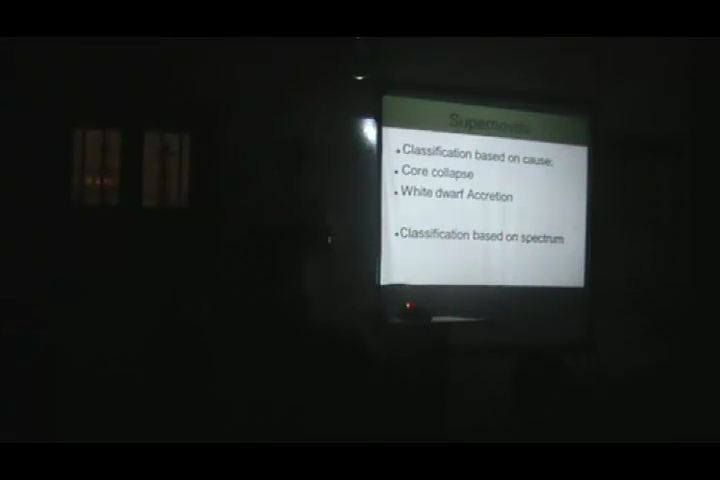 Supernovae
• Classification based on cause;
• Core collapse
• White dwarf Accretion
• Classification based on spectrum